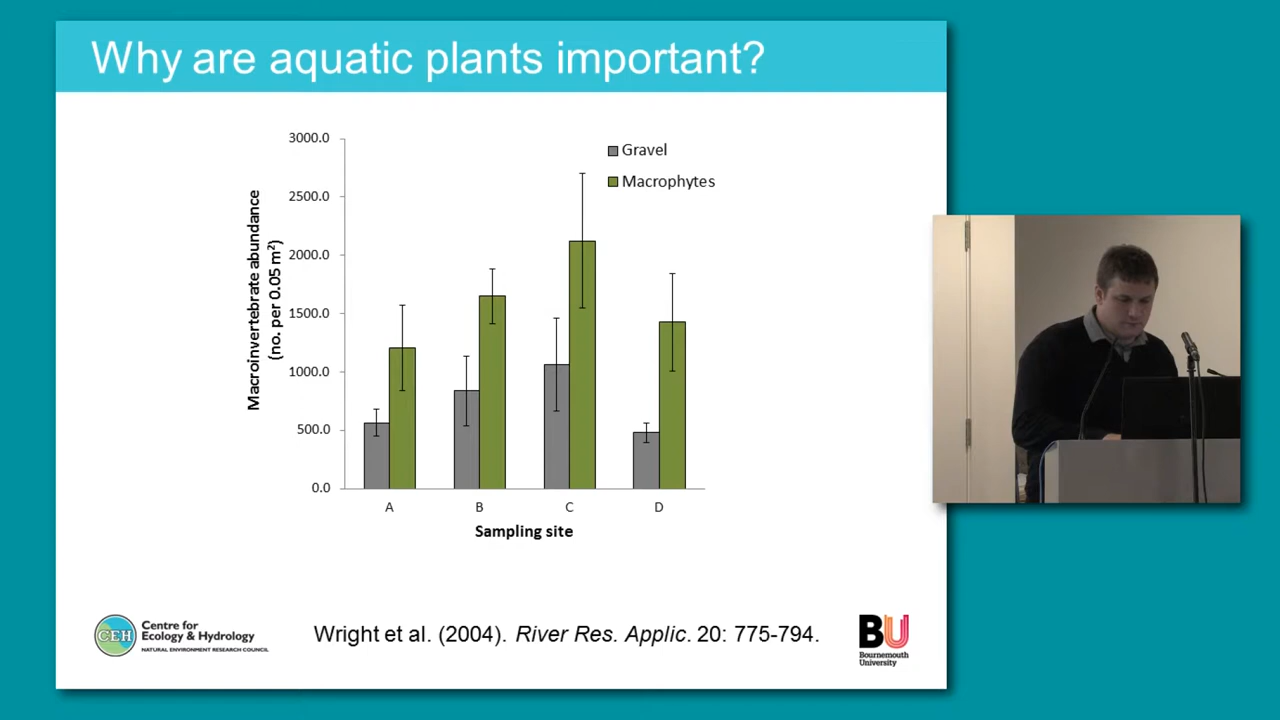 Why are aquatic plants important?
3000.0
2500.0
2000.0
1500.0
1000.0
500.0
0.0
Macroinvertebrate abundance
(no. per 0.05 m²)
Gravel
Macrophytes
A B C D
Sampling site
CEH
Centre for
Ecology & Hydrology
NATURAL ENVIRONMENT RESEARCH COUNCIL
Wright et al. (2004). River Res. Applic. 20: 775-794.
BU
Bournemouth
University